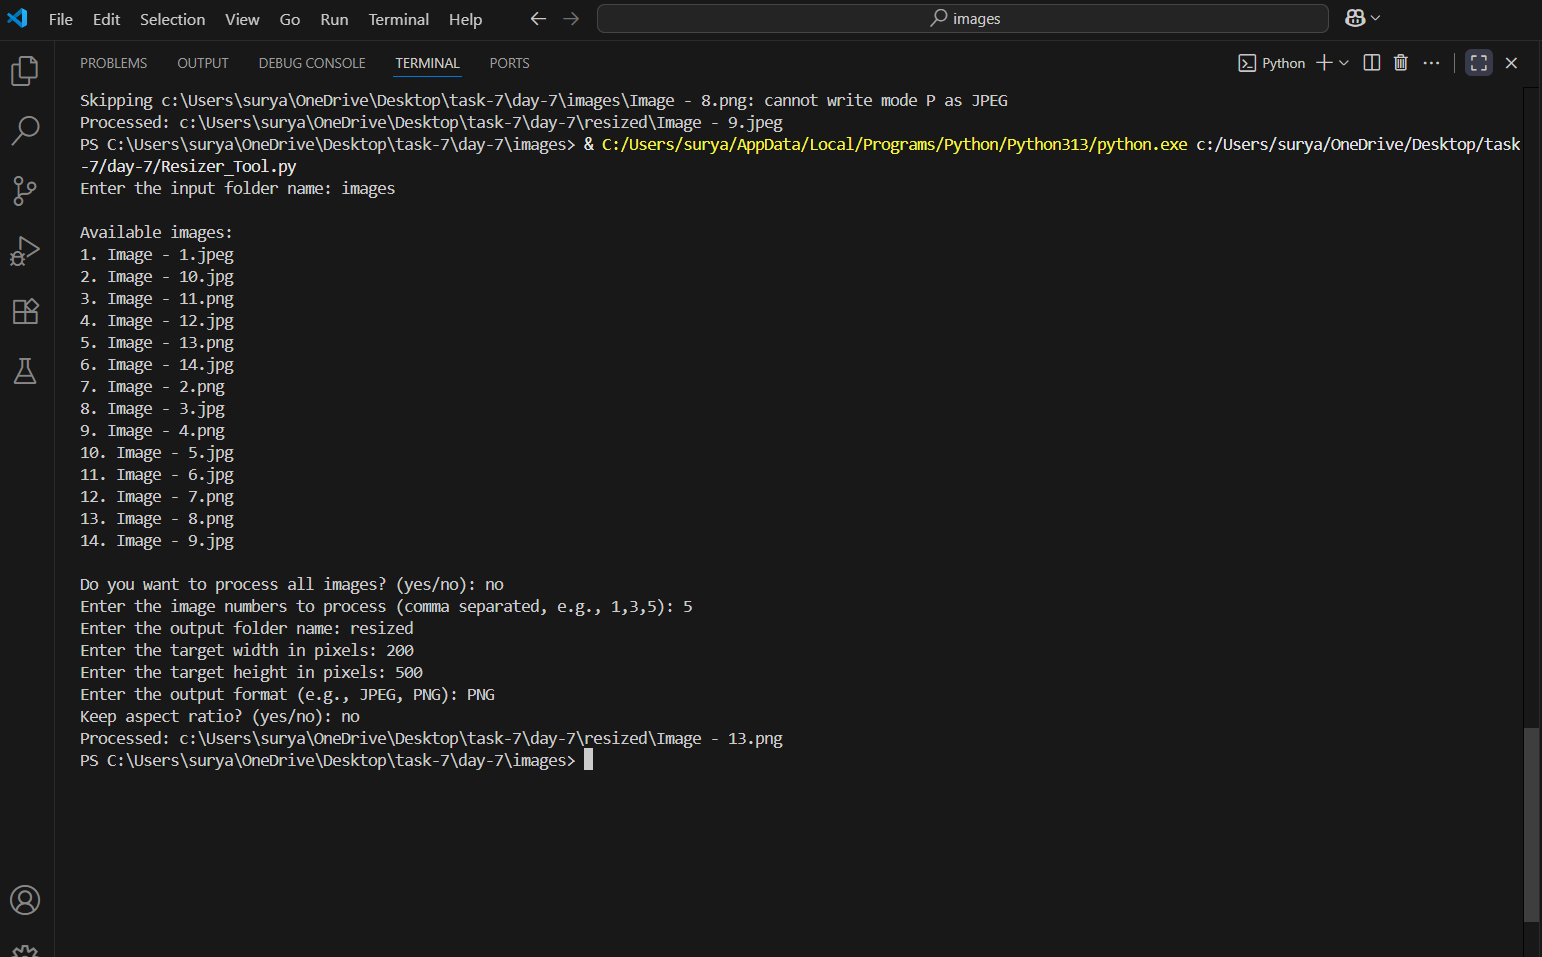 File Edit Selection View Go Run Terminal Help images
PROBLEMS OUTPUT DEBUG CONSOLE TERMINAL PORTS Python
Skipping c:\Users\surya\OneDrive\Desktop\task-7\day-7\images\Image - 8.png: cannot write mode P as JPEG
Processed: c:\Users\surya\OneDrive\Desktop\task-7\day-7\resized\Image - 9.jpeg
PS C:\Users\surya\OneDrive\Desktop\task-7\day-7\images> & C:/Users/surya/AppData/Local/Programs/Python/Python313/python.exe c:/Users/surya/OneDrive/Desktop/task
-7/day-7/Resizer_Tool.py
Enter the input folder name: images
Available images:
1. Image - 1.jpeg
2. Image - 10.jpg
3. Image - 11.png
4. Image - 12.jpg
5. Image - 13.png
6. Image - 14.jpg
7. Image - 2.png
8. Image - 3.jpg
9. Image - 4.png
10. Image - 5.jpg
11. Image - 6.jpg
12. Image - 7.png
13. Image - 8.png
14. Image - 9.jpg
Do you want to process all images? (yes/no): no
Enter the image numbers to process (comma separated, e.g., 1,3,5): 5
Enter the output folder name: resized
Enter the target width in pixels: 200
Enter the target height in pixels: 500
Enter the output format (e.g., JPEG, PNG): PNG
Keep aspect ratio? (yes/no): no
Processed: c:\Users\surya\OneDrive\Desktop\task-7\day-7\resized\Image - 13.png
PS C:\Users\surya\OneDrive\Desktop\task-7\day-7\images>